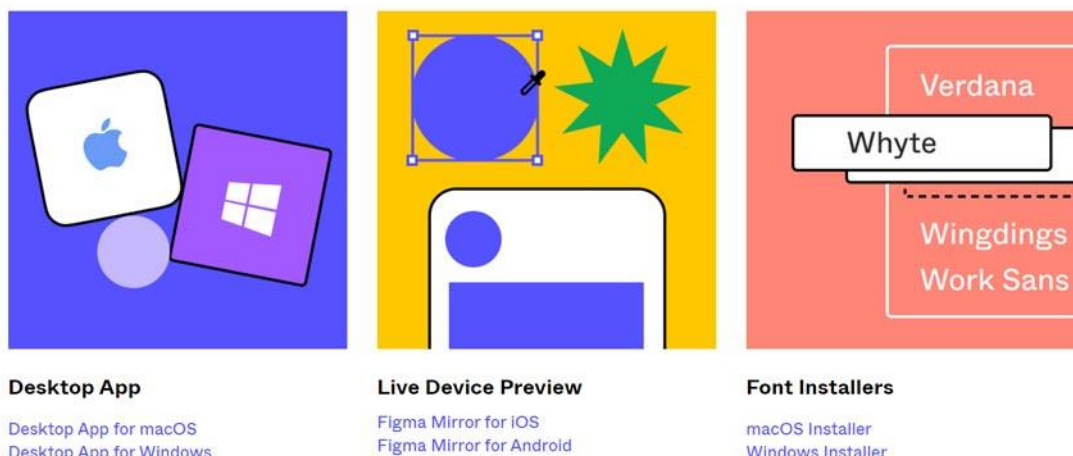 Verdana
Whyte
Wingdings
Work Sans
Desktop App
Desktop App for macOS
Desktop App for Windows
Live Device Preview
Figma Mirror for iOS
Figma Mirror for Android
Font Installers
macOS Installer
Windows Installer